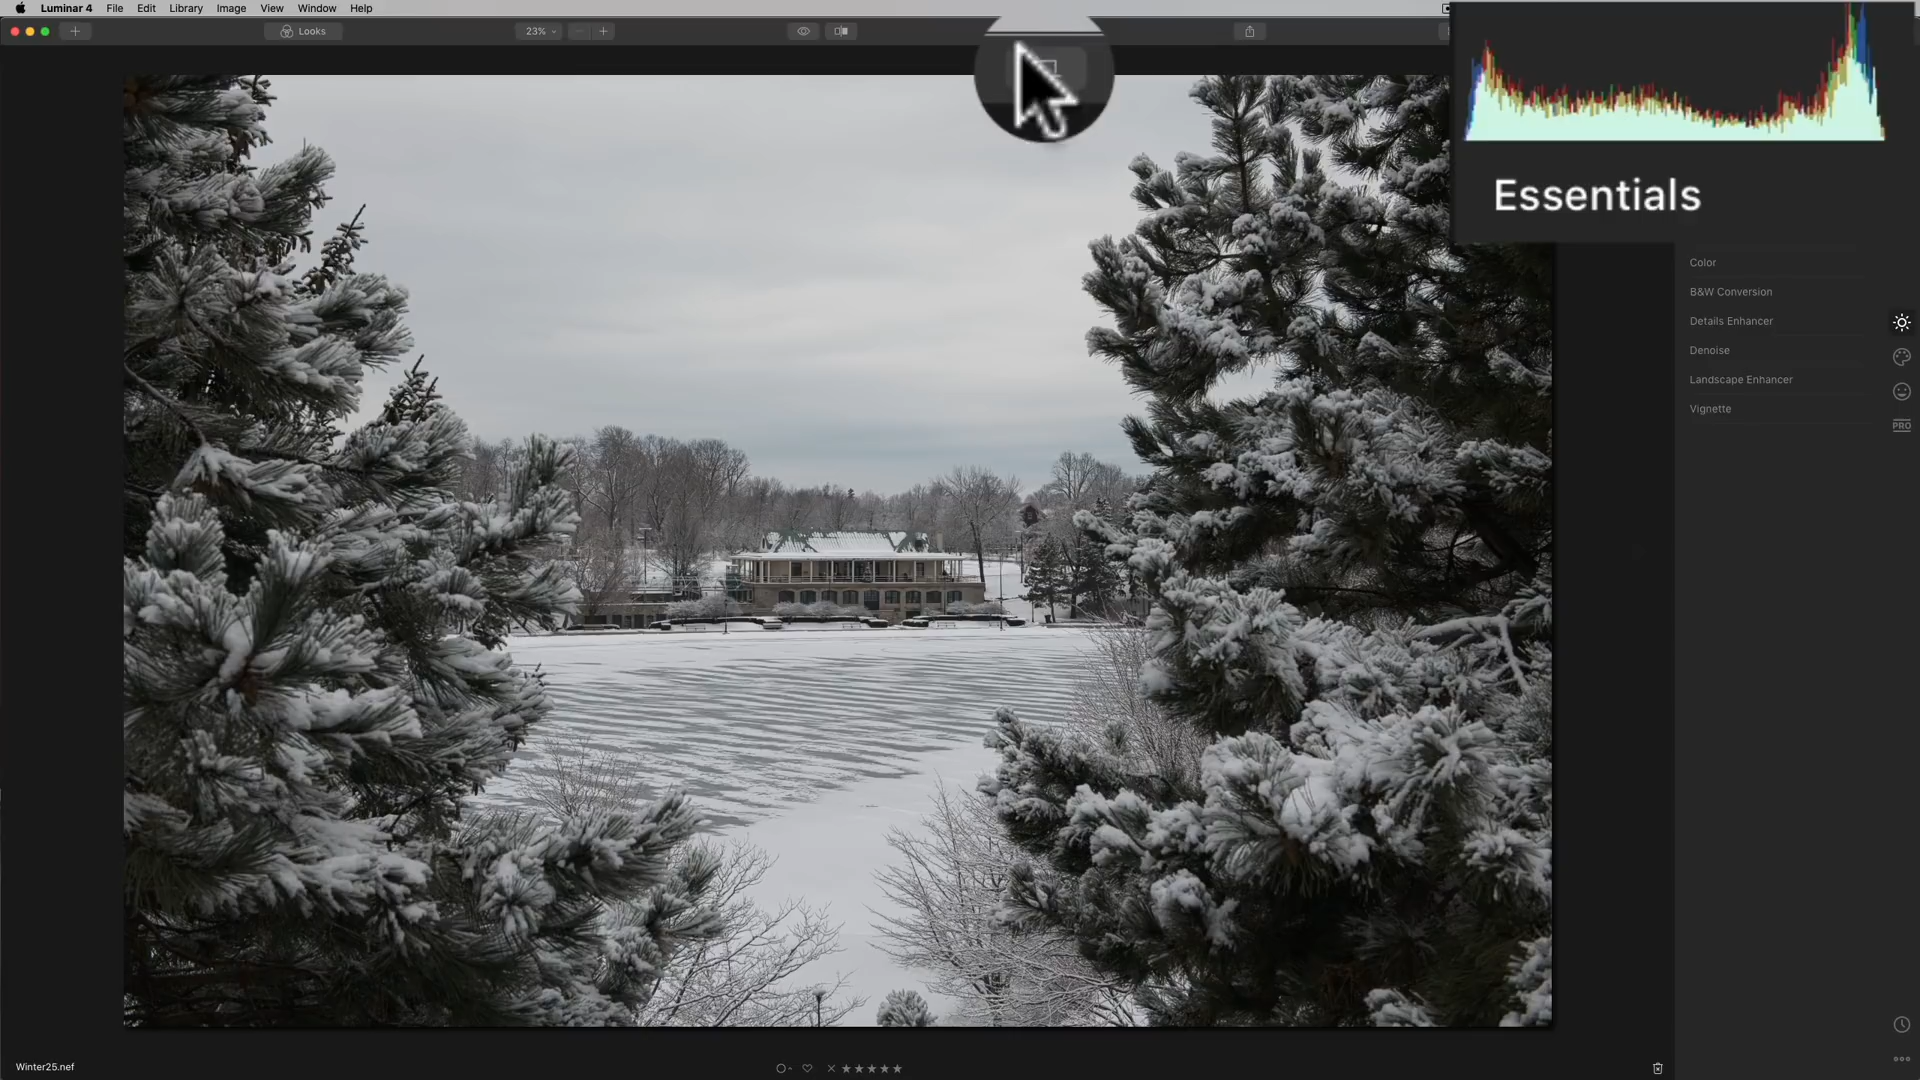 Luminar 4 File Edit Library Image View Window Help
Looks 23%
Essentials
Color
B&W Conversion
Details Enhancer
Denoise
Landscape Enhancer
Vignette
PRO
Winter25.nef